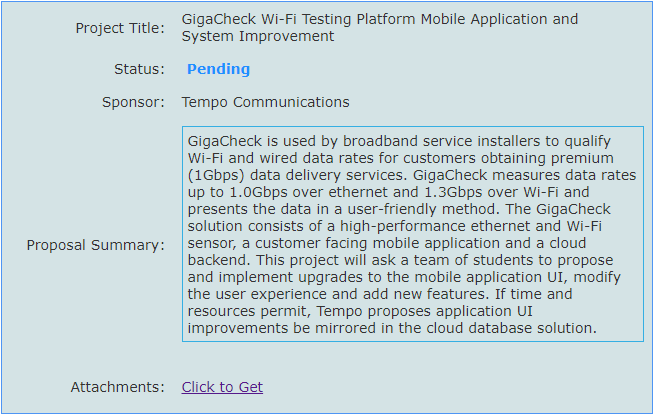 Project Title:
GigaCheck Wi-Fi Testing Platform Mobile Application and
System Improvement
Status:
Pending
Sponsor:
Tempo Communications
Proposal Summary:
GigaCheck is used by broadband service installers to qualify
Wi-Fi and wired data rates for customers obtaining premium
(1Gbps) data delivery services. GigaCheck measures data rates
up to 1.0Gbps over ethernet and 1.3Gbps over Wi-Fi and
presents the data in a user-friendly method. The GigaCheck
solution consists of a high-performance ethernet and Wi-Fi
sensor, a customer facing mobile application and a cloud
backend. This project will ask a team of students to propose
and implement upgrades to the mobile application UI, modify
the user experience and add new features. If time and
resources permit, Tempo proposes application UI
improvements be mirrored in the cloud database solution.
Attachments:
Click to Get